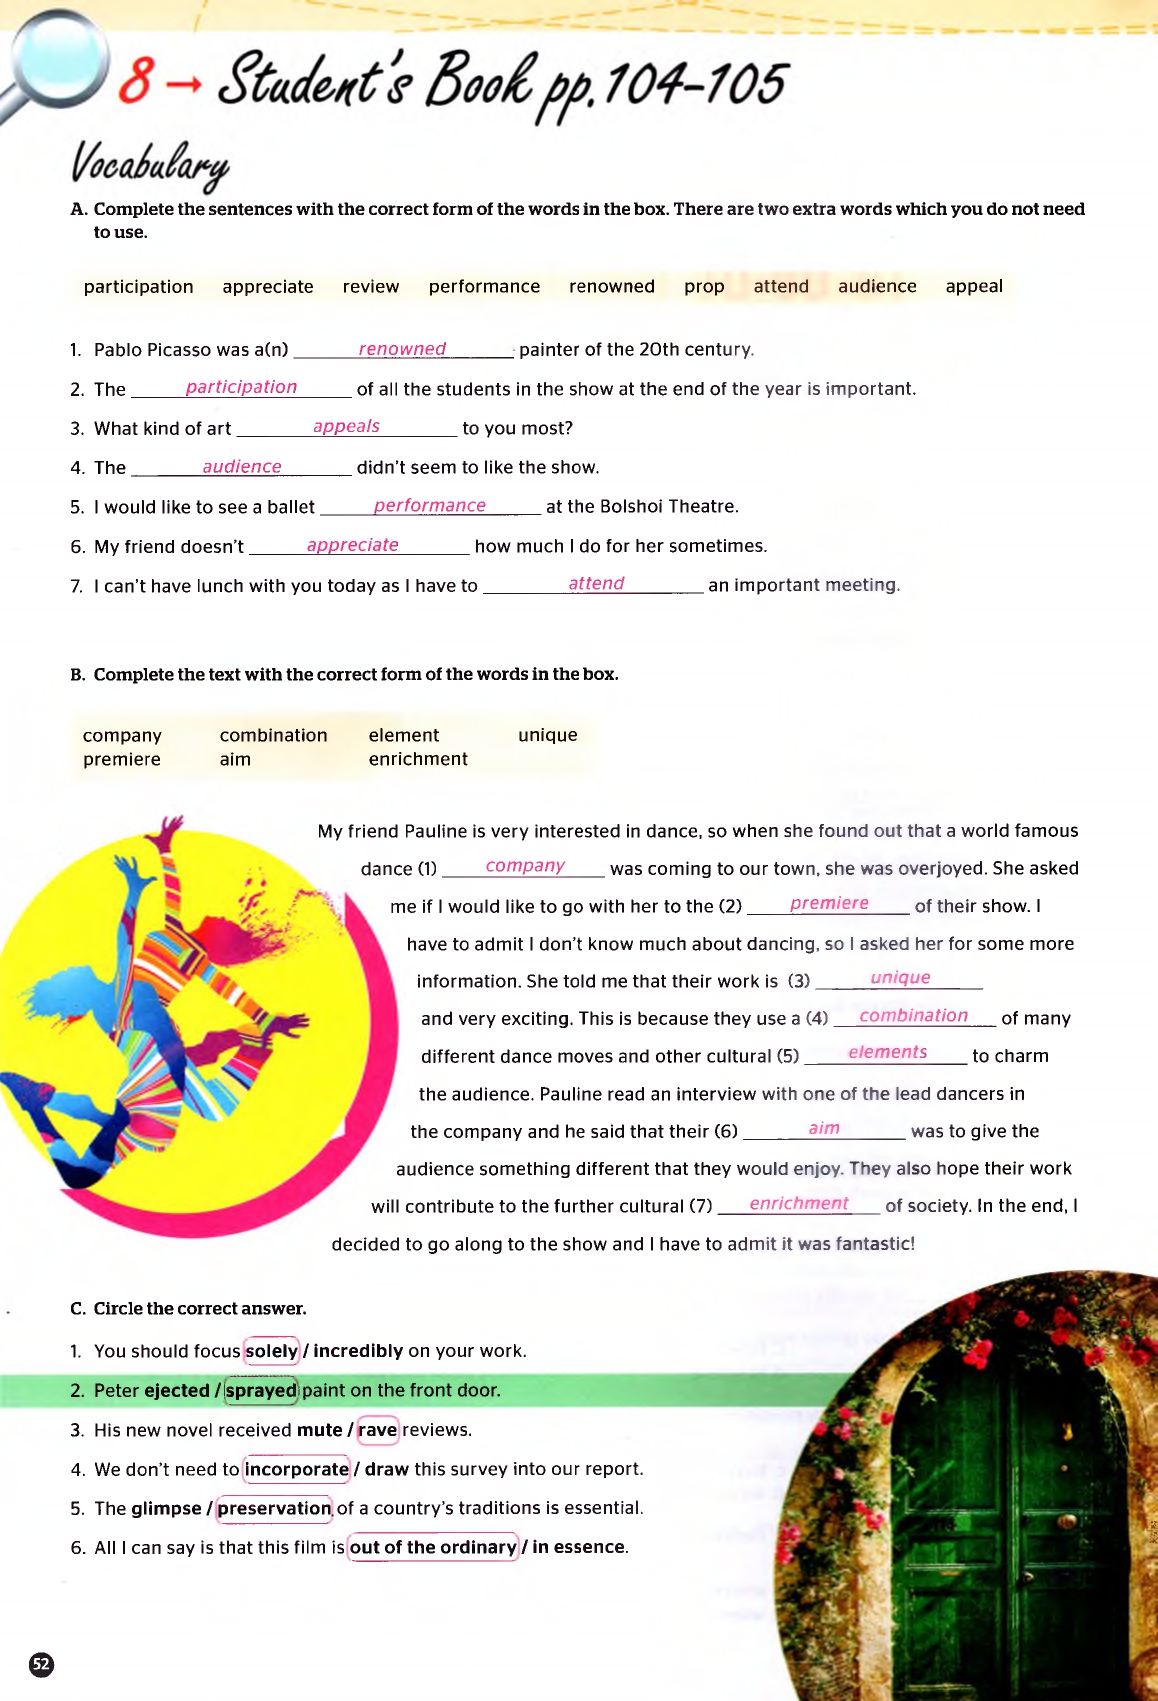 8 → Student's Book pp. 104-105
Vocabulary
A. Complete the sentences with the correct form of the words in the box. There are two extra words which you do not need
to use.
participation appreciate review performance renowned prop attend audience appeal
1. Pablo Picasso was a(n) renowned painter of the 20th century.
2. The participation of all the students in the show at the end of the year is important.
3. What kind of art appeals to you most?
4. The audience didn't seem to like the show.
5. I would like to see a ballet performance at the Bolshoi Theatre.
6. My friend doesn't appreciate how much I do for her sometimes.
7. I can't have lunch with you today as I have to attend an important meeting.
B. Complete the text with the correct form of the words in the box.
company combination element unique
premiere aim enrichment
My friend Pauline is very interested in dance, so when she found out that a world famous
dance (1) company was coming to our town, she was overjoyed. She asked
me if I would like to go with her to the (2) premiere of their show. I
have to admit I don't know much about dancing, so I asked her for some more
information. She told me that their work is (3) unique
and very exciting. This is because they use a (4) combination of many
different dance moves and other cultural (5) elements to charm
the audience. Pauline read an interview with one of the lead dancers in
the company and he said that their (6) aim was to give the
audience something different that they would enjoy. They also hope their work
will contribute to the further cultural (7) enrichment of society. In the end, I
decided to go along to the show and I have to admit it was fantastic!
C. Circle the correct answer.
1. You should focus solely / incredibly on your work.
2. Peter ejected / sprayed paint on the front door.
3. His new novel received mute / rave reviews.
4. We don't need to incorporate / draw this survey into our report.
5. The glimpse / preservation of a country's traditions is essential.
6. All I can say is that this film is out of the ordinary / in essence.
52